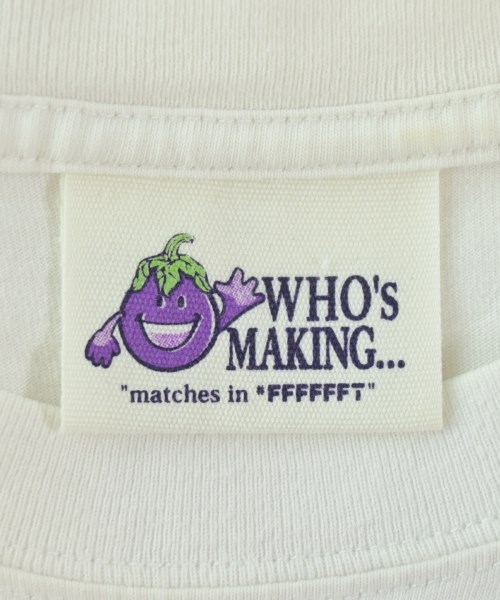 WHO'S
MAKING...
"matches in *FFFFFFT"